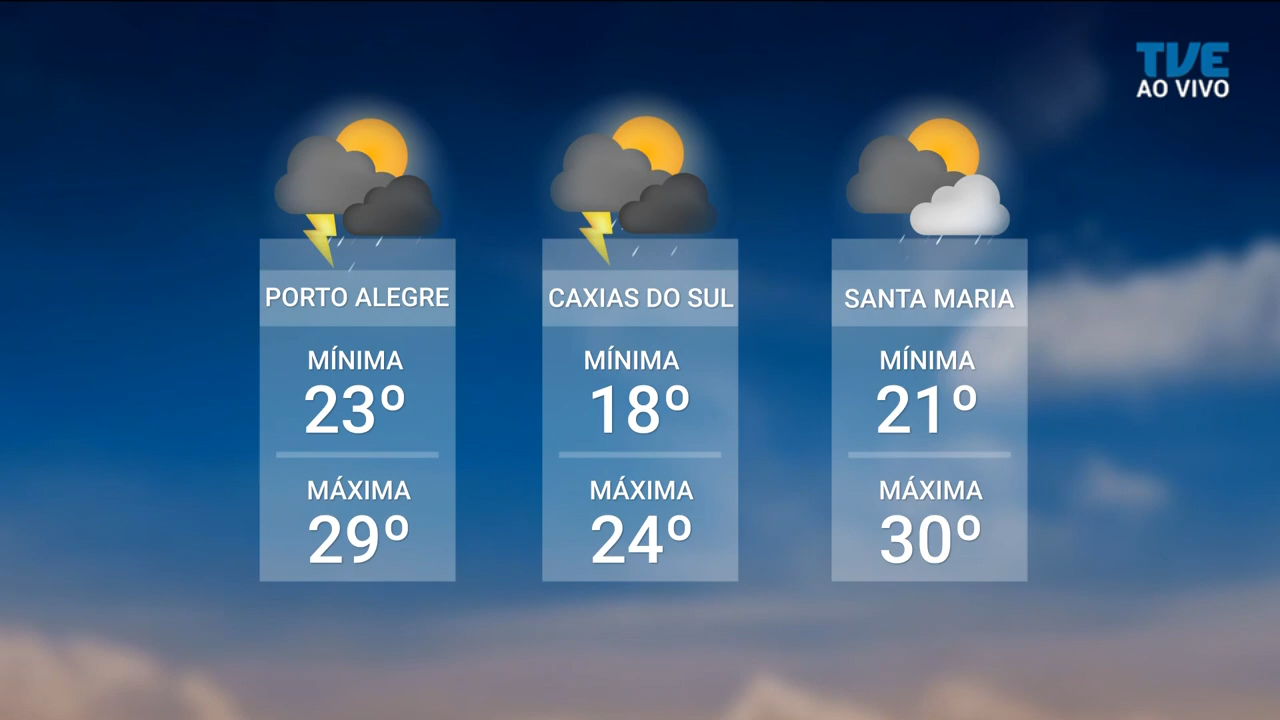 TVE
AO VIVO
PORTO ALEGRE
MÍNIMA
23º
MÁXIMA
29º
CAXIAS DO SUL
MÍNIMA
18º
MÁXIMA
24º
SANTA MARIA
MÍNIMA
21º
MÁXIMA
30º